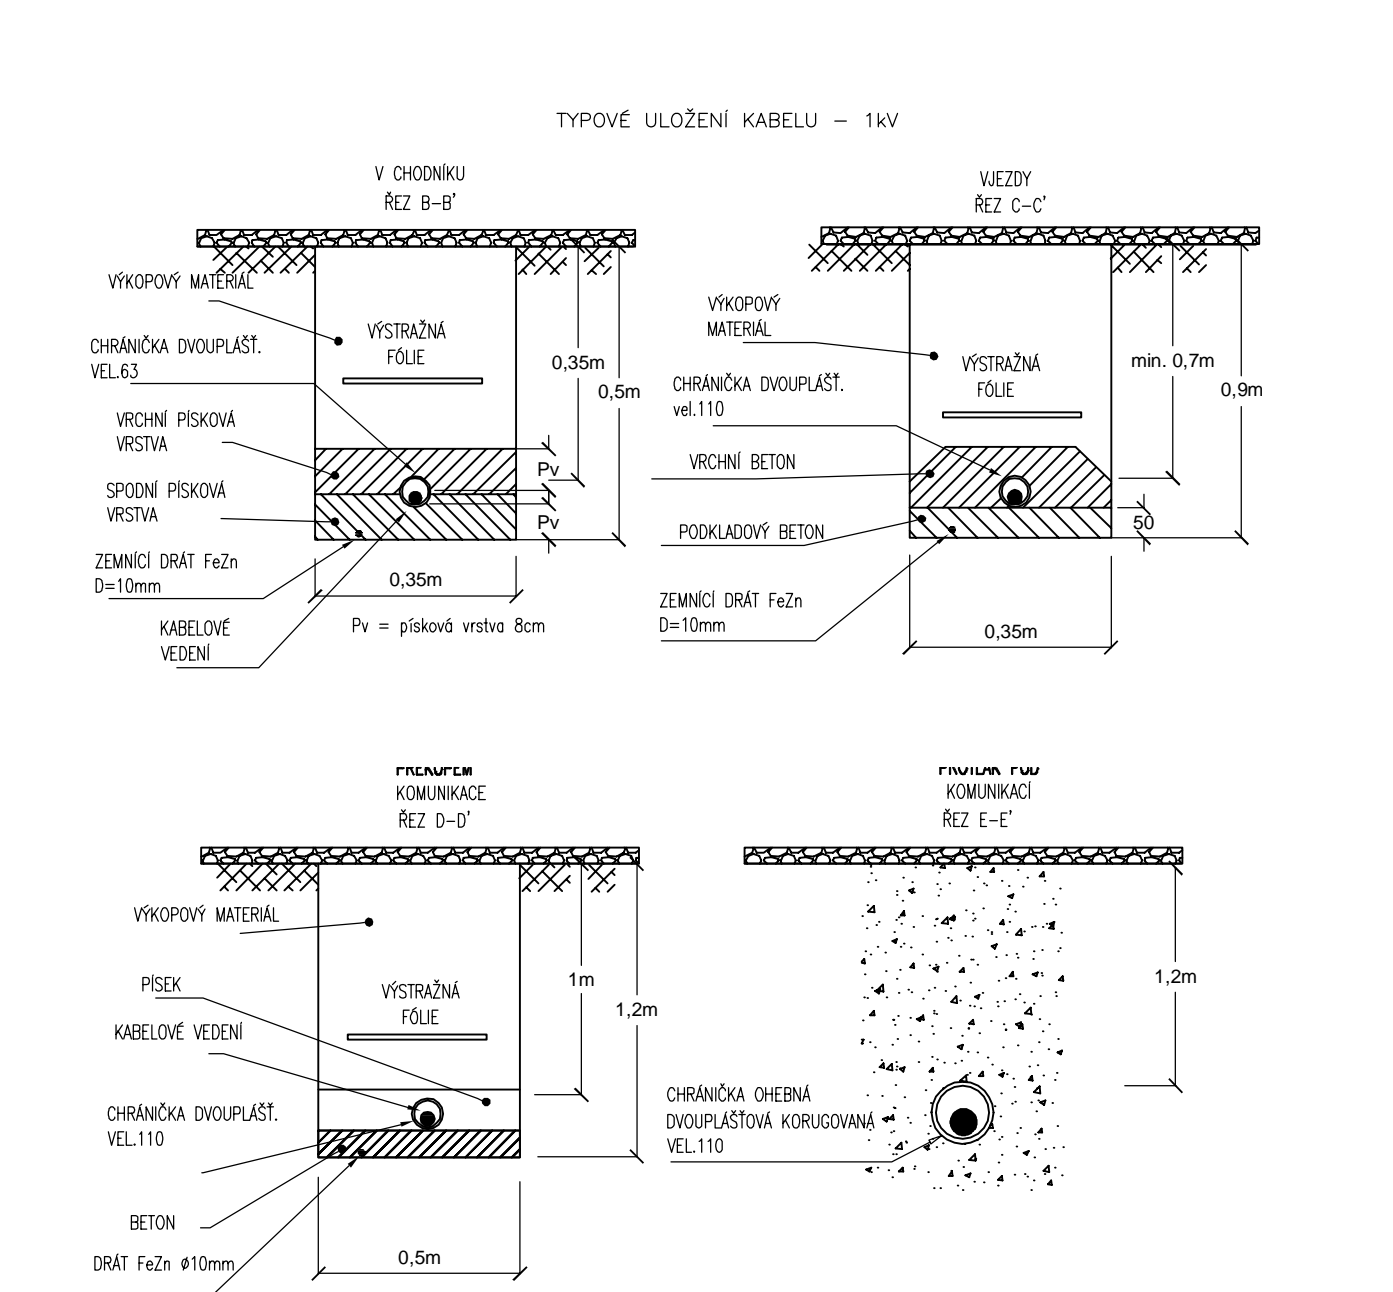 TYPOVÉ ULOŽENÍ KABELU – 1kV
V CHODNÍKU
ŘEZ B–B'
VÝKOPOVÝ MATERIÁL
VÝSTRAŽNÁ
FÓLIE
CHRÁNIČKA DVOUPLÁŠŤ.
VEL.63
0,35m
0,5m
VRCHNÍ PÍSKOVÁ
VRSTVA
Pv
SPODNÍ PÍSKOVÁ
VRSTVA
Pv
ZEMNÍCÍ DRÁT FeZn
D=10mm
0,35m
KABELOVÉ
VEDENÍ
Pv = písková vrstva 8cm
VJEZDY
ŘEZ C–C'
VÝKOPOVÝ
MATERIÁL
VÝSTRAŽNÁ
FÓLIE
min. 0,7m
0,9m
CHRÁNIČKA DVOUPLÁŠŤ.
vel.110
VRCHNÍ BETON
PODKLADOVÝ BETON
50
ZEMNÍCÍ DRÁT FeZn
D=10mm
0,35m
PŘEKOPEM
KOMUNIKACE
ŘEZ D–D'
VÝKOPOVÝ MATERIÁL
PÍSEK
VÝSTRAŽNÁ
FÓLIE
1m
1,2m
KABELOVÉ VEDENÍ
CHRÁNIČKA DVOUPLÁŠŤ.
VEL.110
BETON
DRÁT FeZn ø10mm
0,5m
PROTLAK POD
KOMUNIKACÍ
ŘEZ E–E'
1,2m
CHRÁNIČKA OHEBNÁ
DVOUPLÁŠŤOVÁ KORUGOVANÁ
VEL.110